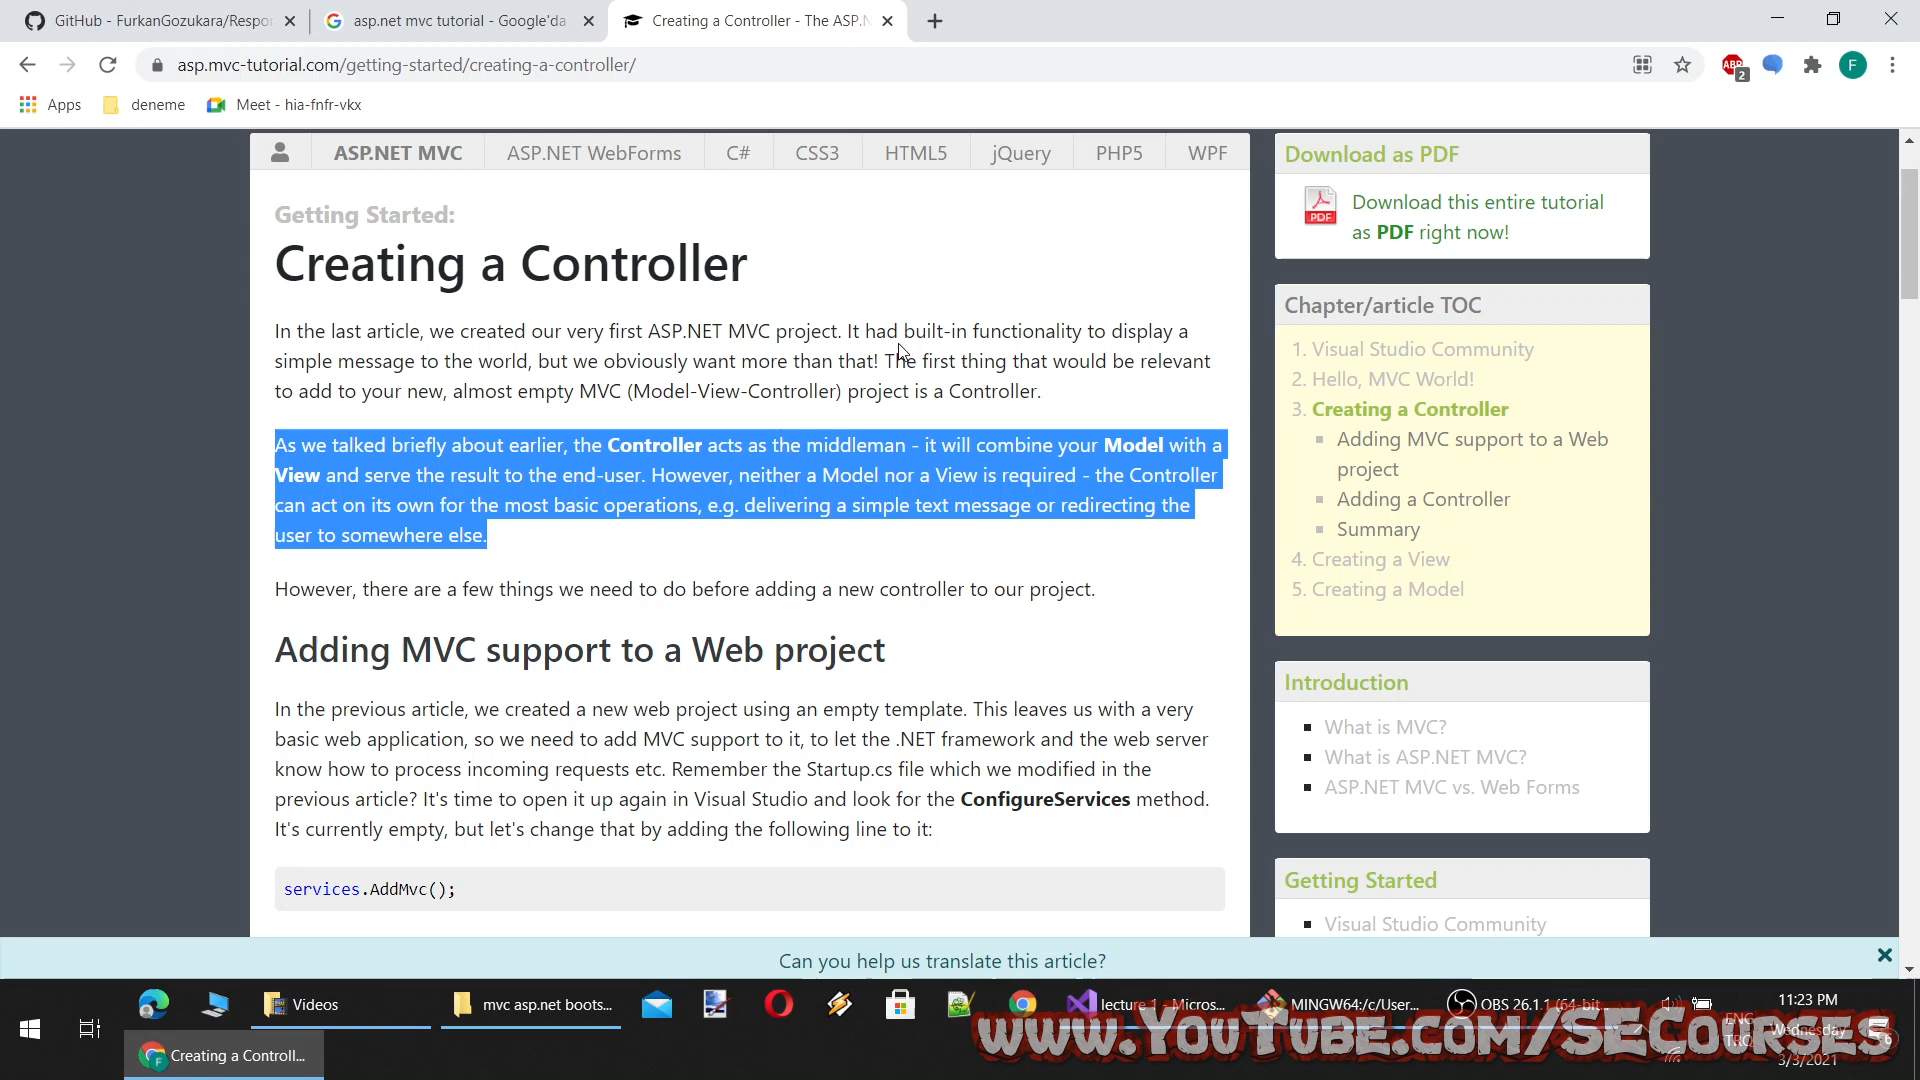 GitHub - FurkanGozukara/Respo
asp.net mvc tutorial - Google'da
Creating a Controller - The ASP.N
asp.mvc-tutorial.com/getting-started/creating-a-controller/
ABP
2
F
Apps
deneme
Meet - hia-fnfr-vkx
ASP.NET MVC
ASP.NET WebForms
C#
CSS3
HTML5
jQuery
PHP5
WPF
Getting Started:
Creating a Controller
In the last article, we created our very first ASP.NET MVC project. It had built-in functionality to display a
simple message to the world, but we obviously want more than that! The first thing that would be relevant
to add to your new, almost empty MVC (Model-View-Controller) project is a Controller.
As we talked briefly about earlier, the Controller acts as the middleman - it will combine your Model with a
View and serve the result to the end-user. However, neither a Model nor a View is required - the Controller
can act on its own for the most basic operations, e.g. delivering a simple text message or redirecting the
user to somewhere else.
However, there are a few things we need to do before adding a new controller to our project.
Adding MVC support to a Web project
In the previous article, we created a new web project using an empty template. This leaves us with a very
basic web application, so we need to add MVC support to it, to let the .NET framework and the web server
know how to process incoming requests etc. Remember the Startup.cs file which we modified in the
previous article? It's time to open it up again in Visual Studio and look for the ConfigureServices method.
It's currently empty, but let's change that by adding the following line to it:
services.AddMvc();
Download as PDF
PDF
Download this entire tutorial
as PDF right now!
Chapter/article TOC
1. Visual Studio Community
2. Hello, MVC World!
3. Creating a Controller
Adding MVC support to a Web
project
Adding a Controller
Summary
4. Creating a View
5. Creating a Model
Introduction
What is MVC?
What is ASP.NET MVC?
ASP.NET MVC vs. Web Forms
Getting Started
Visual Studio Community
Can you help us translate this article?
Videos
mvc asp.net boots...
lecture 1 - Micros...
MINGW64:/c/User...
OBS 26.1.1 (64-bit...
11:23 PM
ENG
Wednesday
3/3/2021
F
Creating a Controll...
www.YouTube.com/SECourses